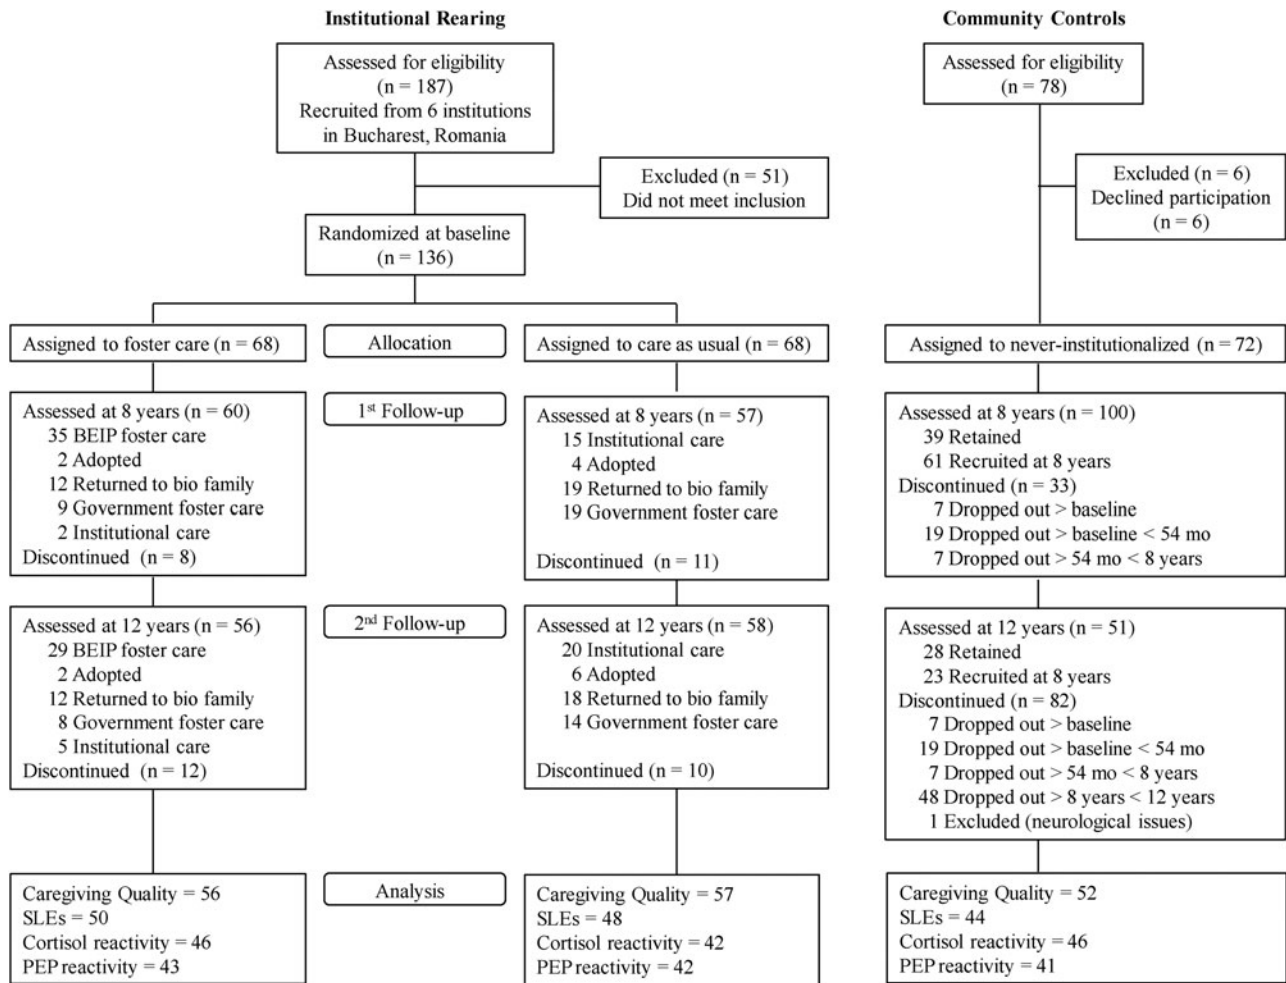 Institutional Rearing
Assessed for eligibility
(n = 187)
Recruited from 6 institutions
in Bucharest, Romania
Excluded (n = 51)
Did not meet inclusion
Randomized at baseline
(n = 136)
Community Controls
Assessed for eligibility
(n = 78)
Excluded (n = 6)
Declined participation
(n = 6)
Assigned to foster care (n = 68)
Allocation
Assigned to care as usual (n = 68)
Assigned to never-institutionalized (n = 72)
Assessed at 8 years (n = 60)
35 BEIP foster care
2 Adopted
12 Returned to bio family
9 Government foster care
2 Institutional care
Discontinued (n = 8)
1st Follow-up
Assessed at 8 years (n = 57)
15 Institutional care
4 Adopted
19 Returned to bio family
19 Government foster care
Discontinued (n = 11)
Assessed at 8 years (n = 100)
39 Retained
61 Recruited at 8 years
Discontinued (n = 33)
7 Dropped out > baseline
19 Dropped out > baseline < 54 mo
7 Dropped out > 54 mo < 8 years
Assessed at 12 years (n = 56)
29 BEIP foster care
2 Adopted
12 Returned to bio family
8 Government foster care
5 Institutional care
Discontinued (n = 12)
2nd Follow-up
Assessed at 12 years (n = 58)
20 Institutional care
6 Adopted
18 Returned to bio family
14 Government foster care
Discontinued (n = 10)
Assessed at 12 years (n = 51)
28 Retained
23 Recruited at 8 years
Discontinued (n = 82)
7 Dropped out > baseline
19 Dropped out > baseline < 54 mo
7 Dropped out > 54 mo < 8 years
48 Dropped out > 8 years < 12 years
1 Excluded (neurological issues)
Caregiving Quality = 56
SLEs = 50
Cortisol reactivity = 46
PEP reactivity = 43
Analysis
Caregiving Quality = 57
SLEs = 48
Cortisol reactivity = 42
PEP reactivity = 42
Caregiving Quality = 52
SLEs = 44
Cortisol reactivity = 46
PEP reactivity = 41